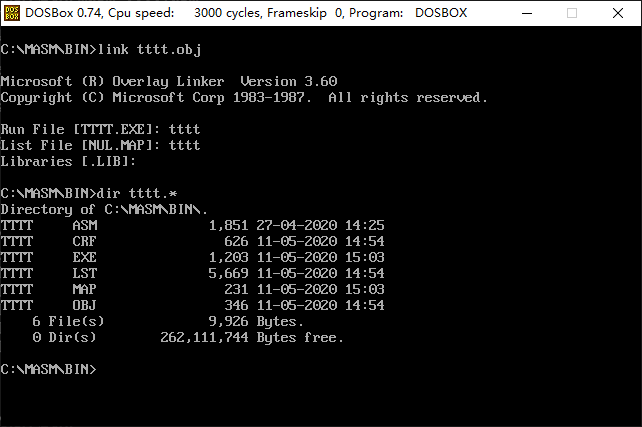 DOS BOX DOSBox 0.74, Cpu speed: 3000 cycles, Frameskip 0, Program: DOSBOX
C:\MASM\BIN>link tttt.obj
Microsoft (R) Overlay Linker Version 3.60
Copyright (C) Microsoft Corp 1983-1987. All rights reserved.
Run File [TTTT.EXE]: tttt
List File [NUL.MAP]: tttt
Libraries [.LIB]:
C:\MASM\BIN>dir tttt.*
Directory of C:\MASM\BIN\.
TTTT ASM 1,851 27-04-2020 14:25
TTTT CRF 626 11-05-2020 14:54
TTTT EXE 1,203 11-05-2020 15:03
TTTT LST 5,669 11-05-2020 14:54
TTTT MAP 231 11-05-2020 15:03
TTTT OBJ 346 11-05-2020 14:54
6 File(s) 9,926 Bytes.
0 Dir(s) 262,111,744 Bytes free.
C:\MASM\BIN>